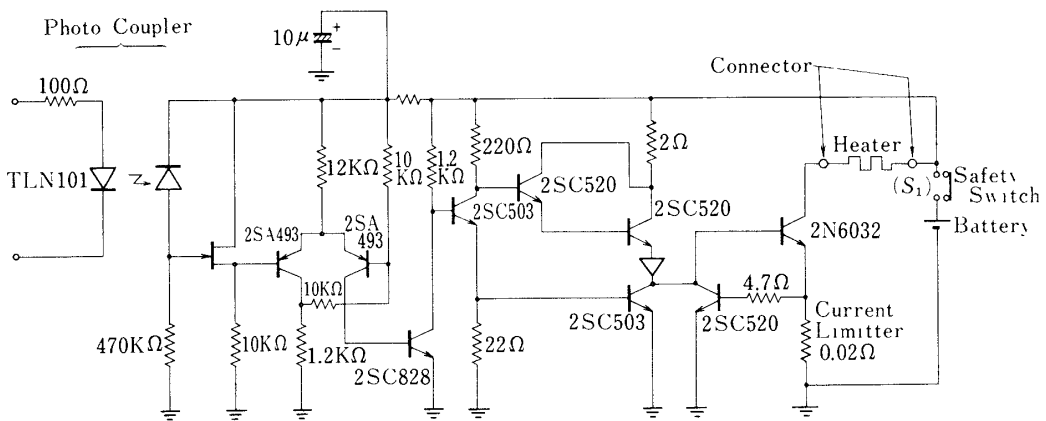 Photo Coupler
10μ
+
−
100Ω
Connector
Heater
TLN101
12KΩ
10
KΩ
1.2
KΩ
220Ω
2Ω
2SC520
2SC503
2SC520
(S1)
Safety
Switch
Battery
2N6032
2SA493
2SA
493
10KΩ
4.7Ω
2SC503
2SC520
Current
Limitter
0.02Ω
470KΩ
10KΩ
1.2KΩ
2SC828
22Ω